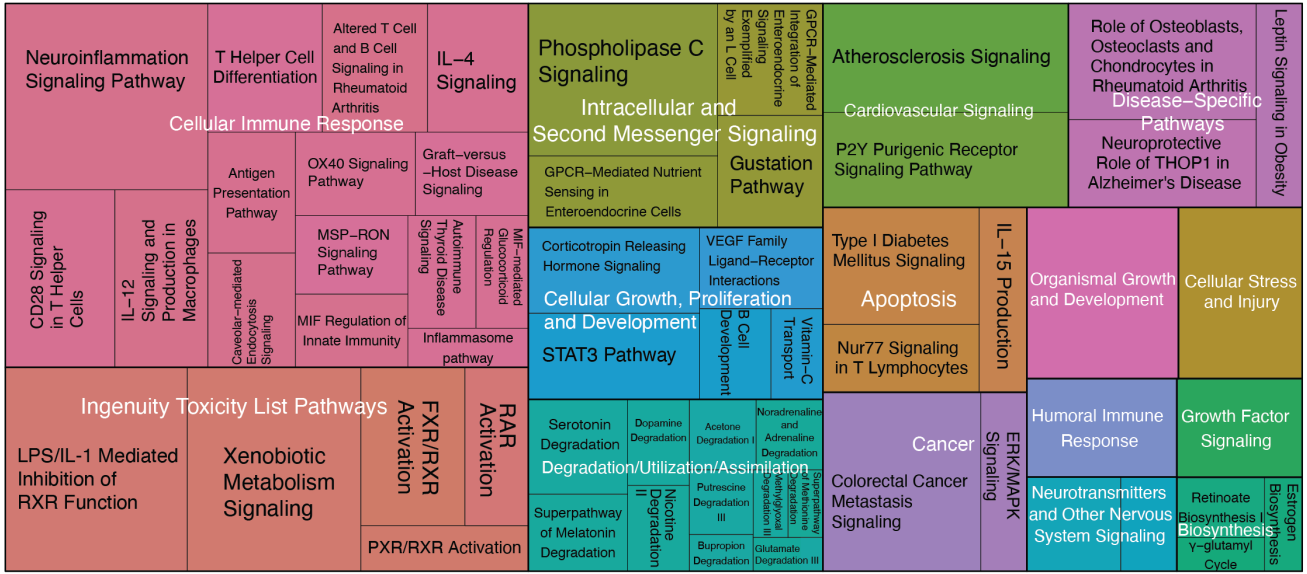 Neuroinflammation
Signaling Pathway
T Helper Cell
Differentiation
Altered T Cell
and B Cell
Signaling in
Rheumatoid
Arthritis
IL−4
Signaling
Cellular Immune Response
Antigen
Presentation
Pathway
OX40 Signaling
Pathway
Graft−versus
−Host Disease
Signaling
CD28 Signaling
in T Helper
Cells
IL−12
Signaling and
Production in
Macrophages
Caveolar−mediated
Endocytosis
Signaling
MSP−RON
Signaling
Pathway
MIF Regulation of
Innate Immunity
Autoimmune
Thyroid Disease
Signaling
MIF−mediated
Glucocorticoid
Regulation
Inflammasome
pathway
Ingenuity Toxicity List Pathways
LPS/IL-1 Mediated
Inhibition of
RXR Function
Xenobiotic
Metabolism
Signaling
FXR/RXR
Activation
RAR
Activation
PXR/RXR Activation
Phospholipase C
Signaling
GPCR−Mediated
Integration of
Enteroendocrine
Signaling
Exemplified
by an L Cell
Intracellular and
Second Messenger Signaling
GPCR−Mediated Nutrient
Sensing in
Enteroendocrine Cells
Gustation
Pathway
Corticotropin Releasing
Hormone Signaling
VEGF Family
Ligand−Receptor
Interactions
Cellular Growth, Proliferation
and Development
STAT3 Pathway
B Cell
Development
Vitamin−C
Transport
Serotonin
Degradation
Dopamine
Degradation
Acetone
Degradation I
Noradrenaline
and
Adrenaline
Degradation
Degradation/Utilization/Assimilation
Superpathway
of Melatonin
Degradation
Nicotine
Degradation
II
Putrescine
Degradation
III
Methylglyoxal
Degradation III
Superpathway
of Methionine
Degradation
Bupropion
Degradation
Glutamate
Degradation III
Atherosclerosis Signaling
Cardiovascular Signaling
P2Y Purigenic Receptor
Signaling Pathway
Role of Osteoblasts,
Osteoclasts and
Chondrocytes in
Rheumatoid Arthritis
Disease−Specific
Pathways
Neuroprotective
Role of THOP1 in
Alzheimer's Disease
Leptin Signaling in Obesity
Type I Diabetes
Mellitus Signaling
Apoptosis
Nur77 Signaling
in T Lymphocytes
IL−15 Production
Organismal Growth
and Development
Cellular Stress
and Injury
Cancer
Colorectal Cancer
Metastasis
Signaling
ERK/MAPK
Signaling
Humoral Immune
Response
Growth Factor
Signaling
Neurotransmitters
and Other Nervous
System Signaling
Retinoate
Biosynthesis I
Biosynthesis
γ−glutamyl
Cycle
Estrogen
Biosynthesis